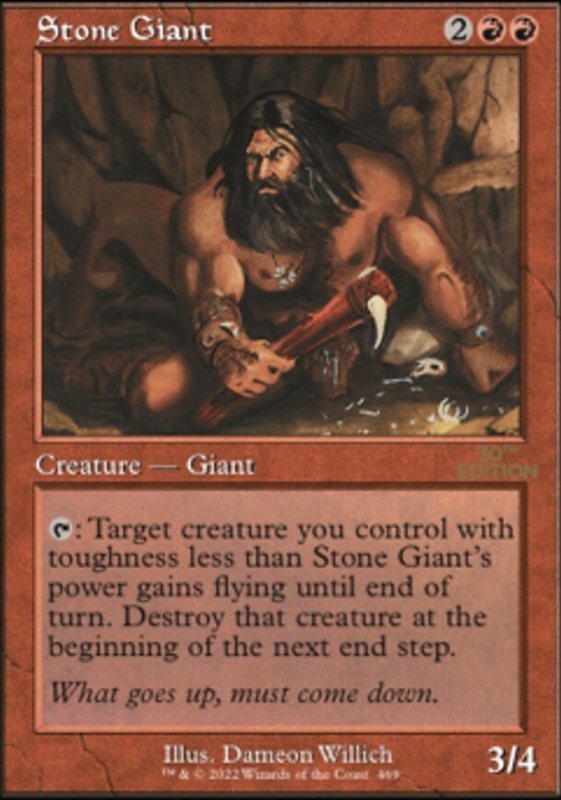 Stone Giant 2
Creature — Giant
30TH
EDITION
: Target creature you control with
toughness less than Stone Giant's
power gains flying until end of
turn. Destroy that creature at the
beginning of the next end step.
What goes up, must come down.
Illus. Dameon Willich
™ & © 2022 Wizards of the Coast 469
3/4